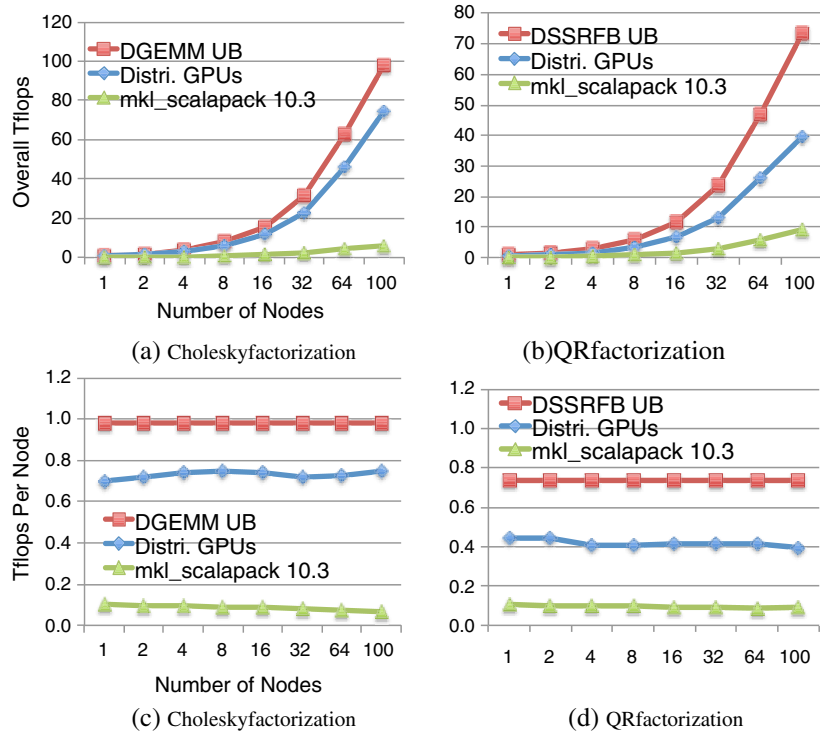 120
100
80
60
40
20
0
Overall Tflops
DGEMM UB
Distri. GPUs
mkl_scalapack 10.3
1 2 4 8 16 32 64 100
Number of Nodes
(a) Choleskyfactorization
80
70
60
50
40
30
20
10
0
DSSRFB UB
Distri. GPUs
mkl_scalapack 10.3
1 2 4 8 16 32 64 100
(b)QRfactorization
1.2
1.0
0.8
0.6
0.4
0.2
0.0
Tflops Per Node
DGEMM UB
Distri. GPUs
mkl_scalapack 10.3
1 2 4 8 16 32 64 100
Number of Nodes
(c) Choleskyfactorization
1.2
1.0
0.8
0.6
0.4
0.2
0.0
DSSRFB UB
Distri. GPUs
mkl_scalapack 10.3
1 2 4 8 16 32 64 100
(d) QRfactorization